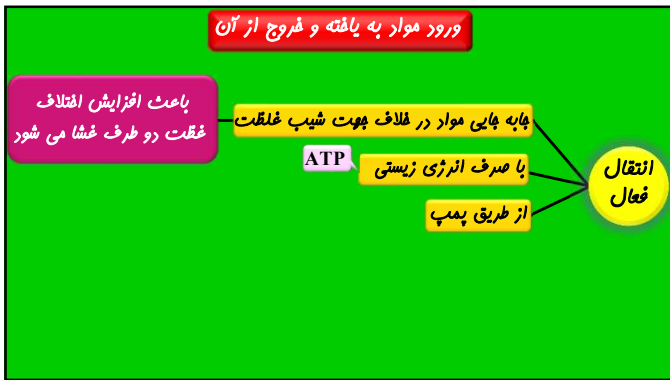 ورود مواد به یاخته و خروج از آن
انتقال
فعال
جابه جایی مواد در خلاف جهت شیب غلظت
باعث افزایش اختلاف
غظت دو طرف غشا می شود
با صرف انرژی زیستی
ATP
از طریق پمپ